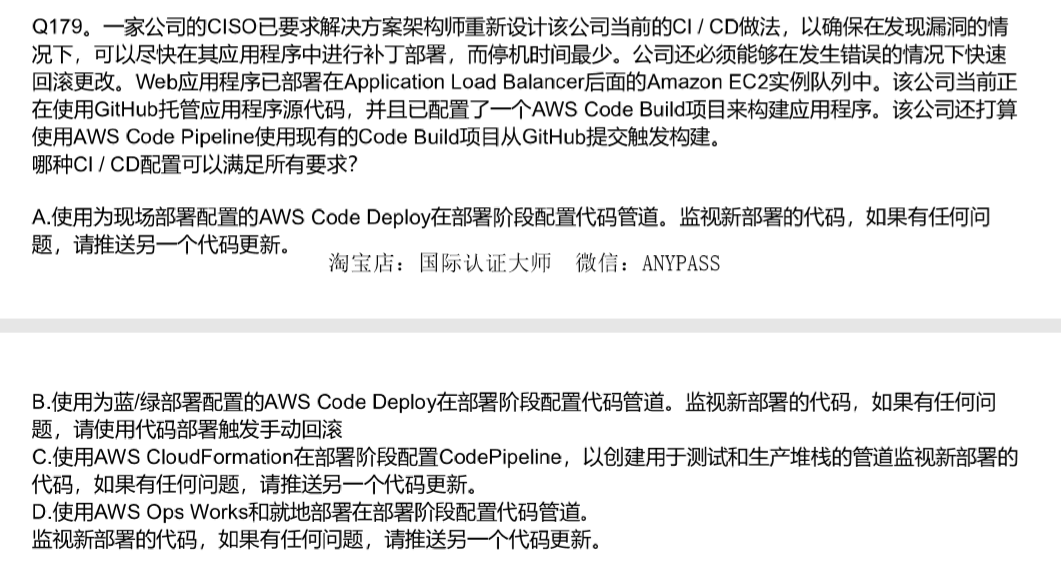 Q179。一家公司的CISO已要求解决方案架构师重新设计该公司当前的CI / CD做法，以确保在发现漏洞的情
况下，可以尽快在其应用程序中进行补丁部署，而停机时间最少。公司还必须能够在发生错误的情况下快速
回滚更改。Web应用程序已部署在Application Load Balancer后面的Amazon EC2实例队列中。该公司当前正
在使用GitHub托管应用程序源代码，并且已配置了一个AWS Code Build项目来构建应用程序。该公司还打算
使用AWS Code Pipeline使用现有的Code Build项目从GitHub提交触发构建。
哪种CI / CD配置可以满足所有要求？
A.使用为现场部署配置的AWS Code Deploy在部署阶段配置代码管道。监视新部署的代码，如果有任何问
题，请推送另一个代码更新。
淘宝店：国际认证大师 微信：ANYPASS
B.使用为蓝/绿部署配置的AWS Code Deploy在部署阶段配置代码管道。监视新部署的代码，如果有任何问
题，请使用代码部署触发手动回滚
C.使用AWS CloudFormation在部署阶段配置CodePipeline，以创建用于测试和生产堆栈的管道监视新部署的
代码，如果有任何问题，请推送另一个代码更新。
D.使用AWS Ops Works和就地部署在部署阶段配置代码管道。
监视新部署的代码，如果有任何问题，请推送另一个代码更新。